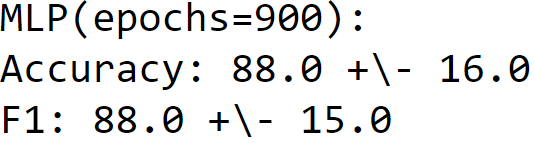 MLP(epochs=900):
Accuracy: 88.0 +\- 16.0
F1: 88.0 +\- 15.0